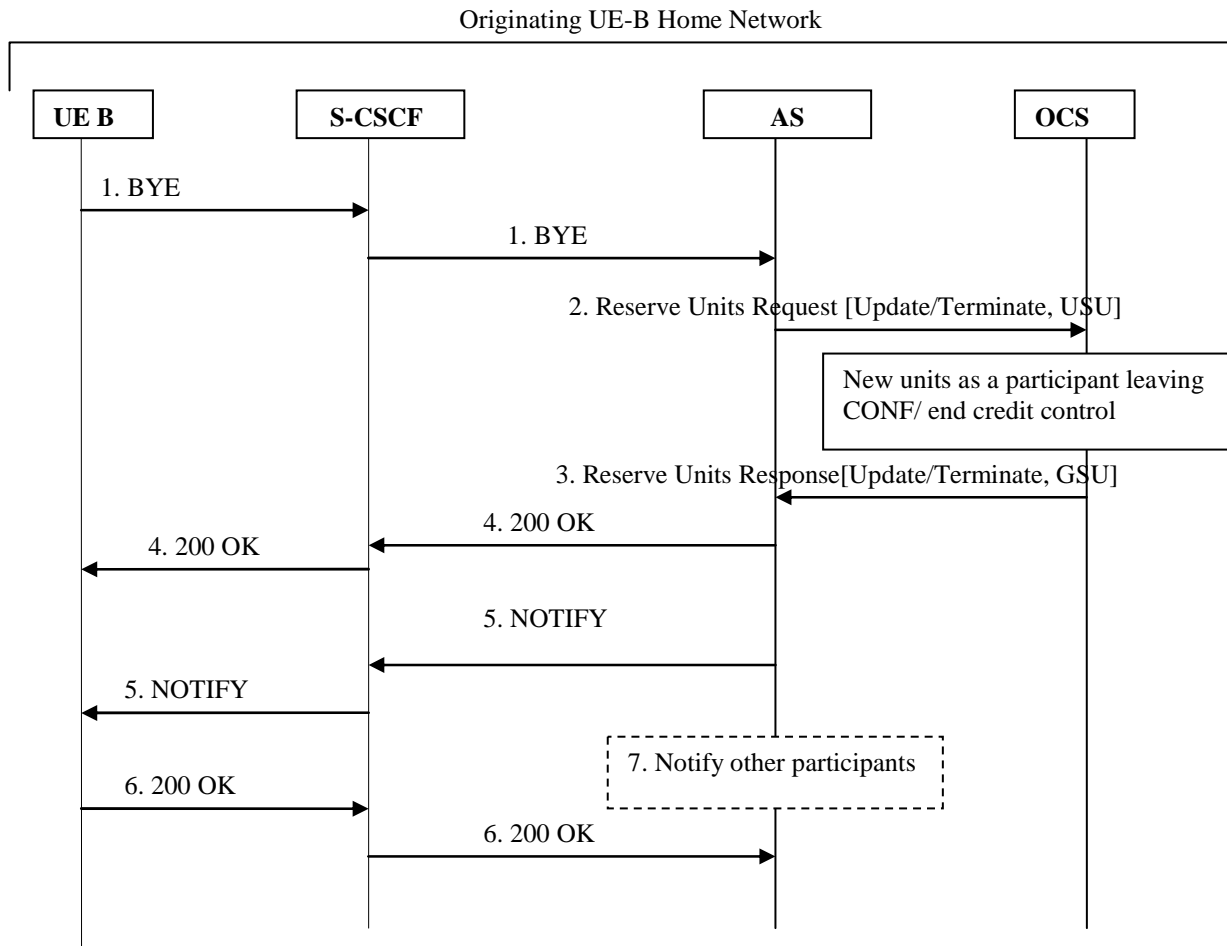 Originating UE-B Home Network
UE B
S-CSCF
AS
OCS
1. BYE
1. BYE
2. Reserve Units Request [Update/Terminate, USU]
New units as a participant leaving
CONF/ end credit control
3. Reserve Units Response[Update/Terminate, GSU]
4. 200 OK
4. 200 OK
5. NOTIFY
5. NOTIFY
7. Notify other participants
6. 200 OK
6. 200 OK